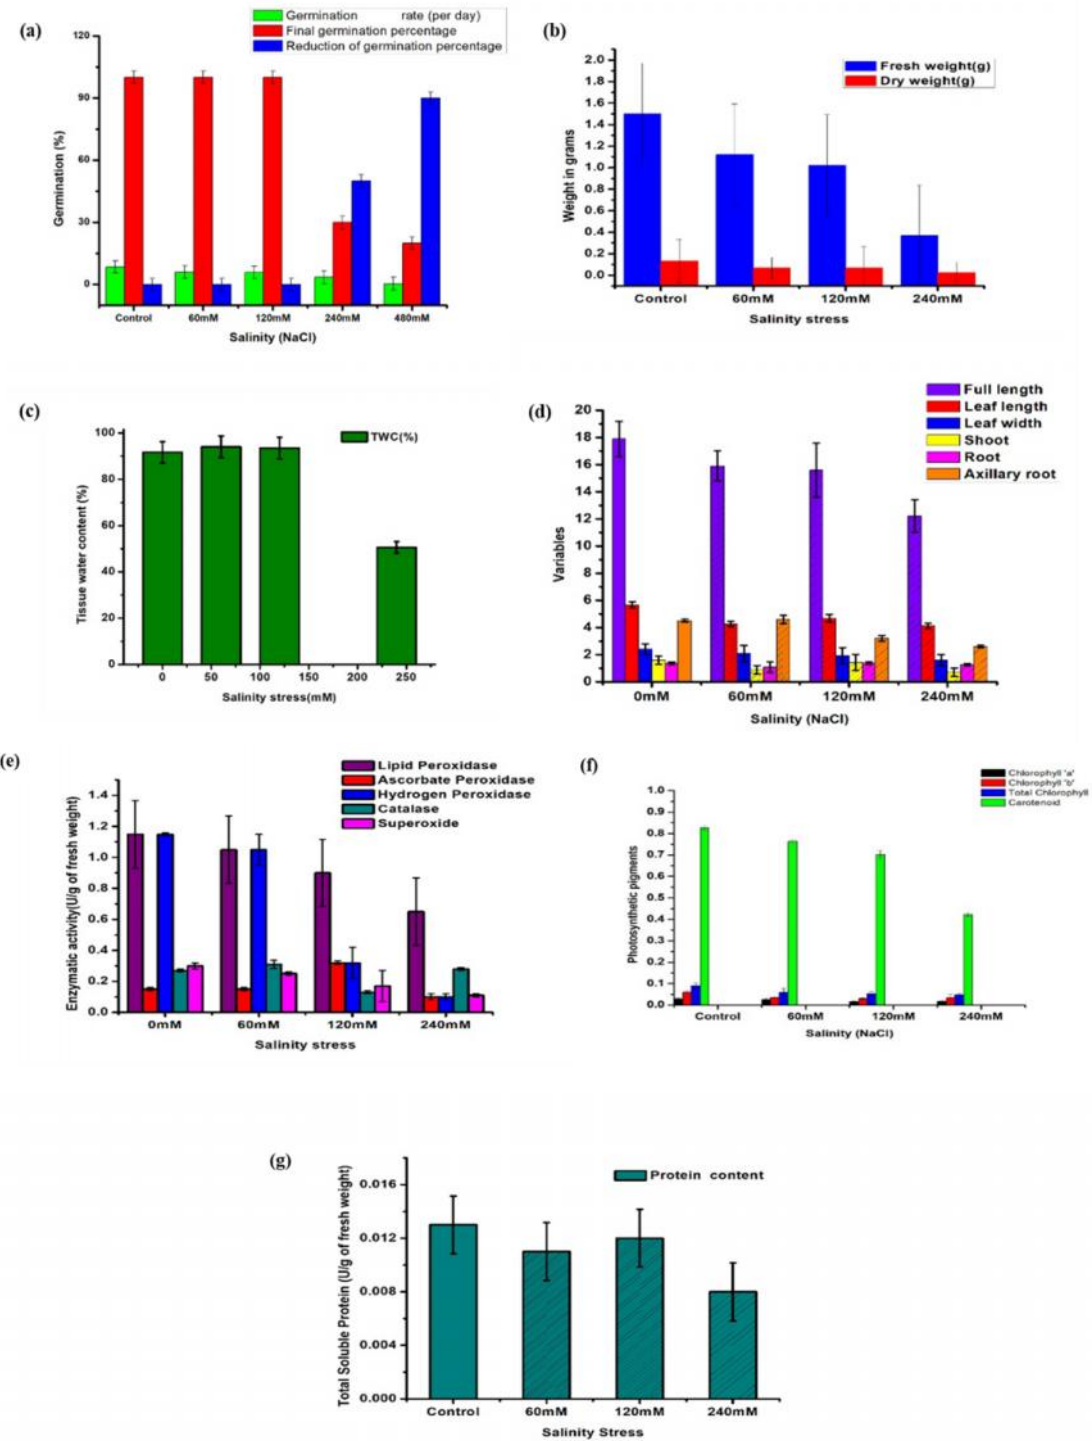 (a)
Germination rate (per day)
Final germination percentage
Reduction of germination percentage
120
90
60
30
0
Germination (%)
Control 60mM 120mM 240mM 480mM
Salinity (NaCl)
(b)
Fresh weight(g)
Dry weight(g)
2.0
1.8
1.6
1.4
1.2
1.0
0.8
0.6
0.4
0.2
0.0
Weight in grams
Control 60mM 120mM 240mM
Salinity stress
(c)
TWC(%)
100
80
60
40
20
0
Tissue water content (%)
0 50 100 150 200 250
Salinity stress(mM)
(d)
Full length
Leaf length
Leaf width
Shoot
Root
Axillary root
20
18
16
14
12
10
8
6
4
2
0
Variables
0mM 60mM 120mM 240mM
Salinity (NaCl)
(e)
Lipid Peroxidase
Ascorbate Peroxidase
Hydrogen Peroxidase
Catalase
Superoxide
1.4
1.2
1.0
0.8
0.6
0.4
0.2
0.0
Enzymatic activity(U/g of fresh weight)
0mM 60mM 120mM 240mM
Salinity stress
(f)
Chlorophyll 'a'
Chlorophyll 'b'
Total Chlorophyll
Carotenoid
1.0
0.9
0.8
0.7
0.6
0.5
0.4
0.3
0.2
0.1
0.0
Photosynthetic pigments
Control 60mM 120mM 240mM
Salinity (NaCl)
(g)
Protein content
0.016
0.012
0.008
0.004
0.000
Total Soluble Protein (U/g of fresh weight)
Control 60mM 120mM 240mM
Salinity Stress